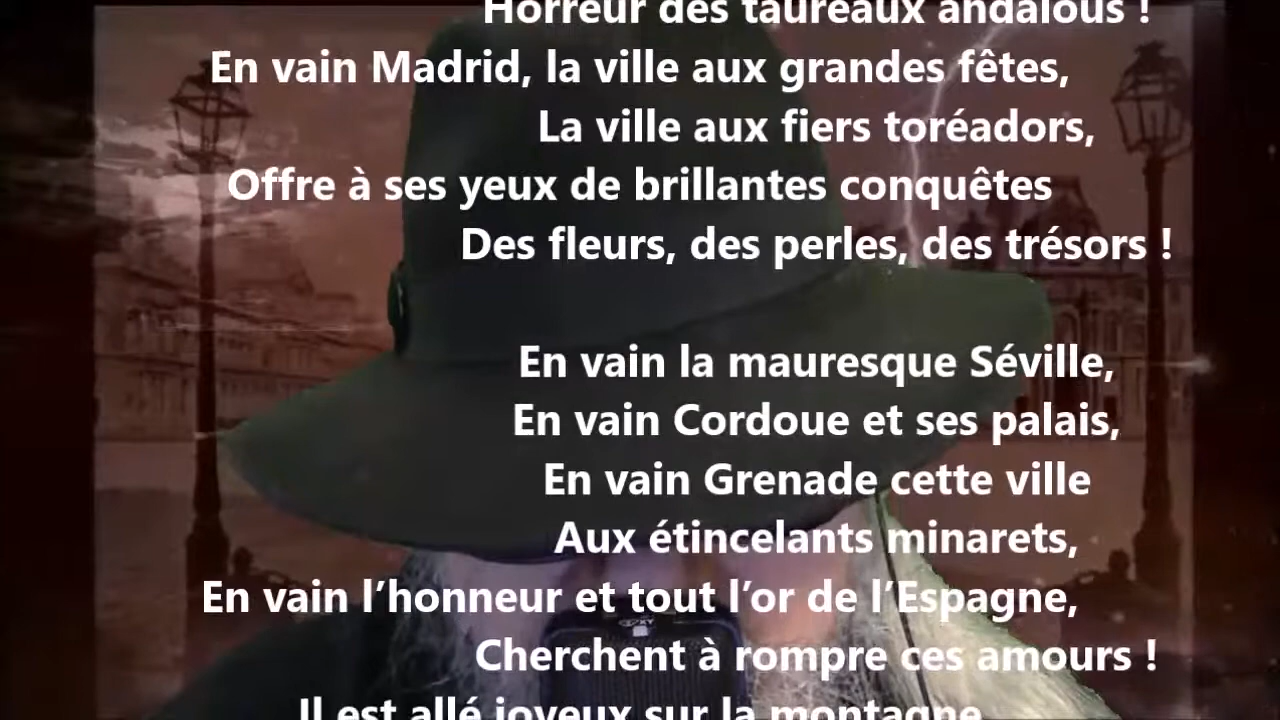 Horreur des taureaux andalous !
En vain Madrid, la ville aux grandes fêtes,
La ville aux fiers toréadors,
Offre à ses yeux de brillantes conquêtes
Des fleurs, des perles, des trésors !
En vain la mauresque Séville,
En vain Cordoue et ses palais,
En vain Grenade cette ville
Aux étincelants minarets,
En vain l’honneur et tout l’or de l’Espagne,
Cherchent à rompre ces amours !
Il est allé joyeux sur la montagne